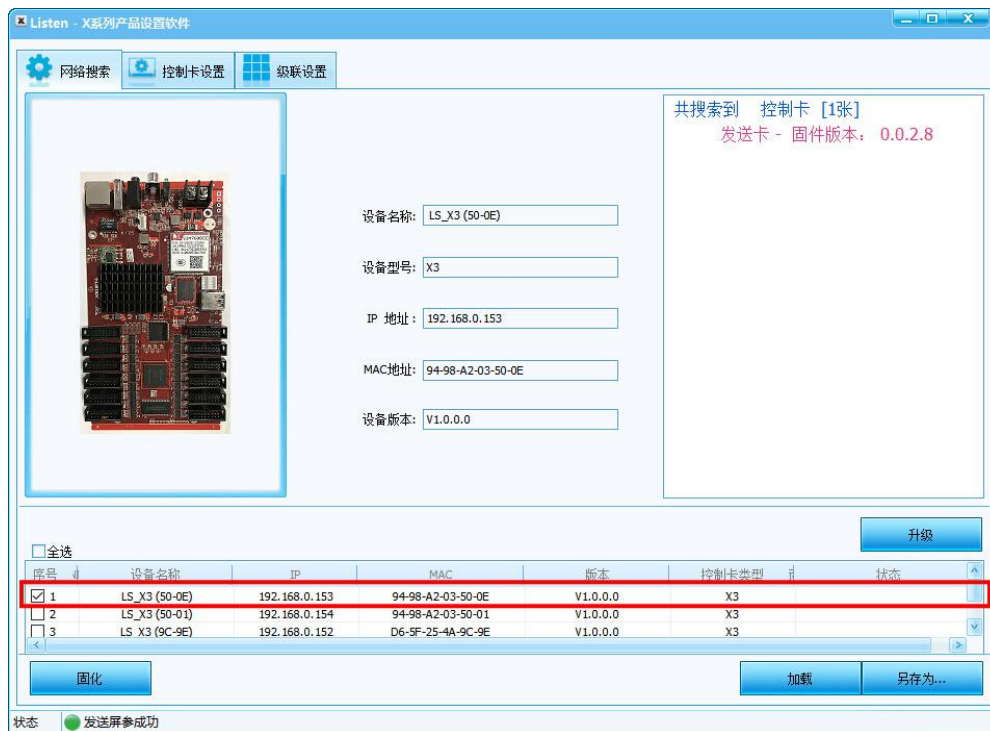 Listen - X系列产品设置软件
网络搜索 控制卡设置 级联设置
共搜索到 控制卡 [1张]
发送卡 - 固件版本： 0.0.2.8
设备名称: LS_X3 (50-0E)
设备型号: X3
IP 地址: 192.168.0.153
MAC地址: 94-98-A2-03-50-0E
设备版本: V1.0.0.0
升级
全选
序号 设备名称 IP MAC 版本 控制卡类型 状态
1 LS_X3 (50-0E) 192.168.0.153 94-98-A2-03-50-0E V1.0.0.0 X3
2 LS_X3 (50-01) 192.168.0.154 94-98-A2-03-50-01 V1.0.0.0 X3
3 LS X3 (9C-9E) 192.168.0.152 D6-5F-25-4A-9C-9E V1.0.0.0 X3
固化 加载 另存为...
状态 发送屏参成功